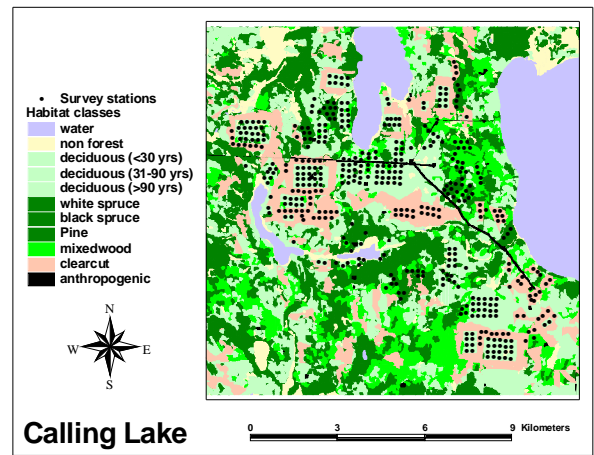 Survey stations
Habitat classes
water
non forest
deciduous (<30 yrs)
deciduous (31-90 yrs)
deciduous (>90 yrs)
white spruce
black spruce
Pine
mixedwood
clearcut
anthropogenic
N
W E
S
Calling Lake
0 3 6 9 Kilometers